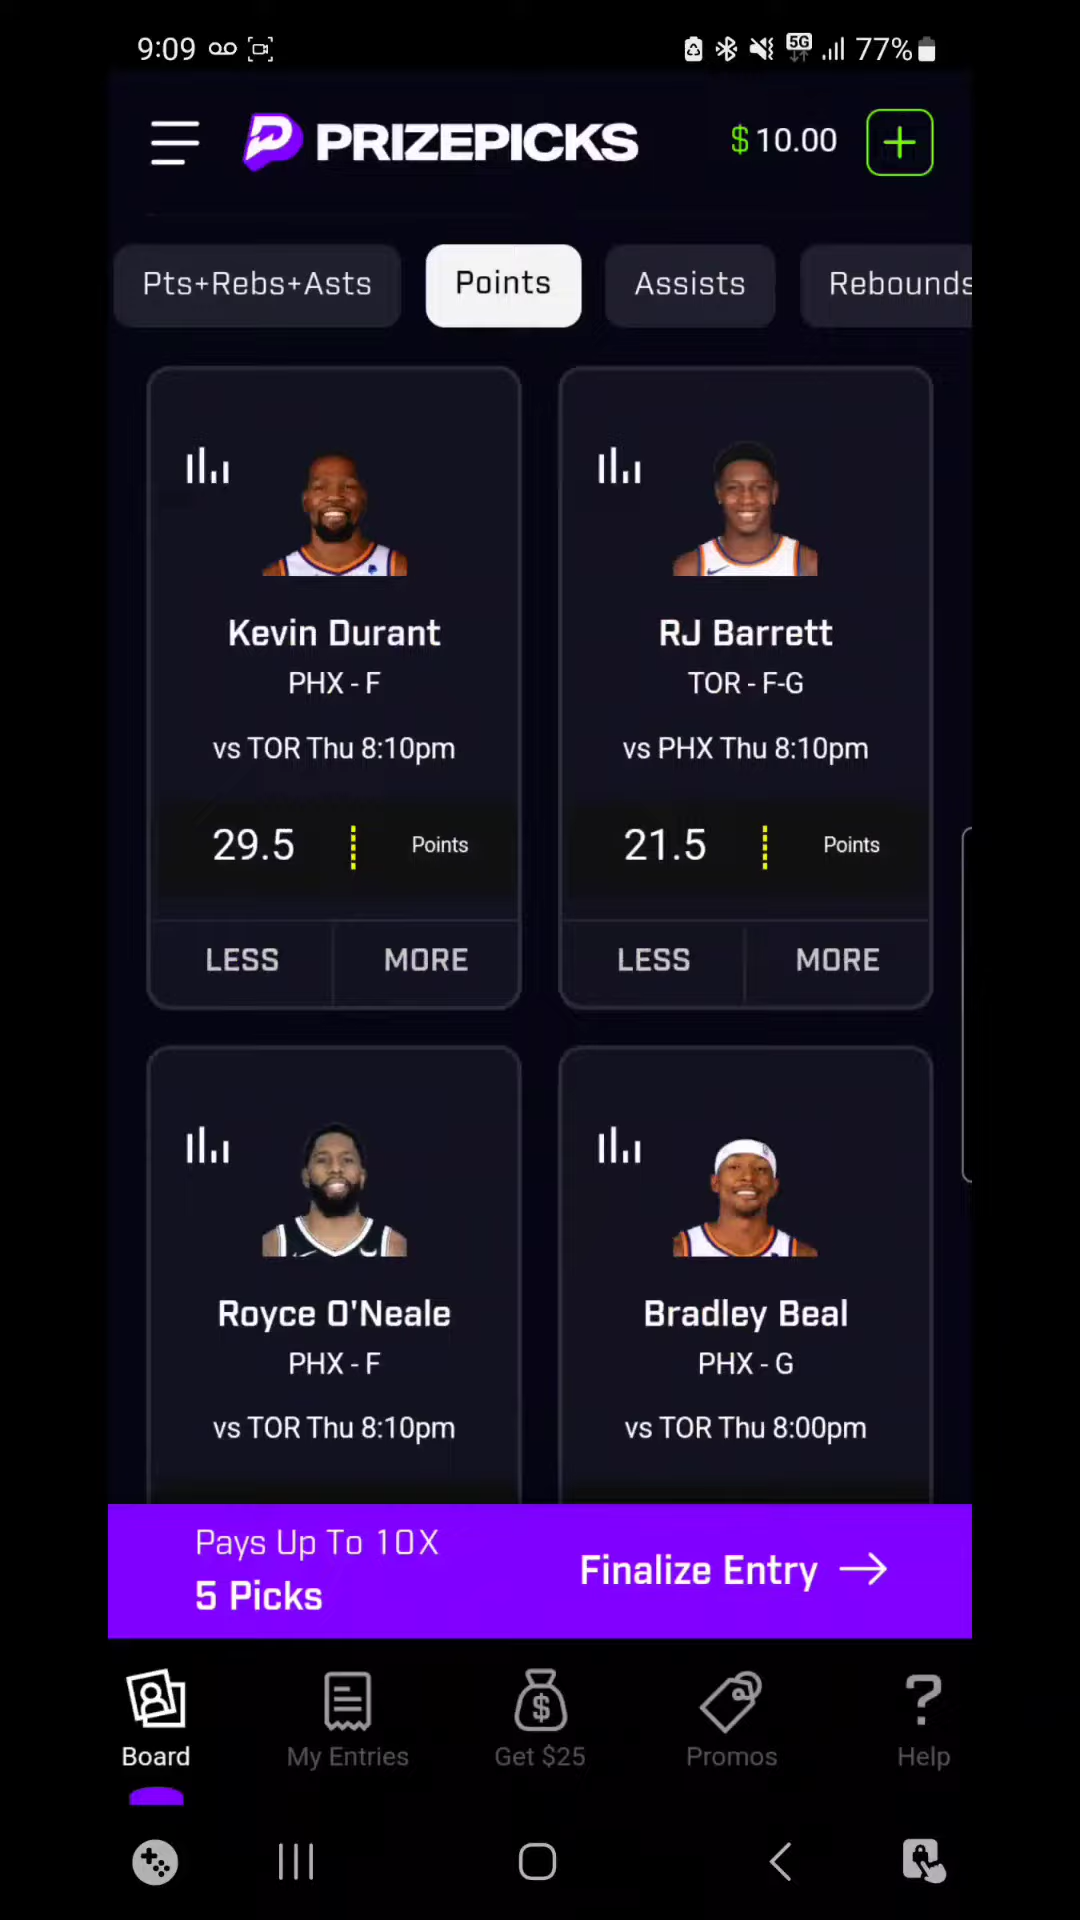 9:09
5G
77%
PRIZEPICKS
$10.00
Pts+Rebs+Asts
Points
Assists
Rebounds
Kevin Durant
PHX - F
vs TOR Thu 8:10pm
29.5
Points
LESS
MORE
RJ Barrett
TOR - F-G
vs PHX Thu 8:10pm
21.5
Points
LESS
MORE
Royce O'Neale
PHX - F
vs TOR Thu 8:10pm
Bradley Beal
PHX - G
vs TOR Thu 8:00pm
Pays Up To 10X
5 Picks
Finalize Entry
Board
My Entries
Get $25
Promos
Help